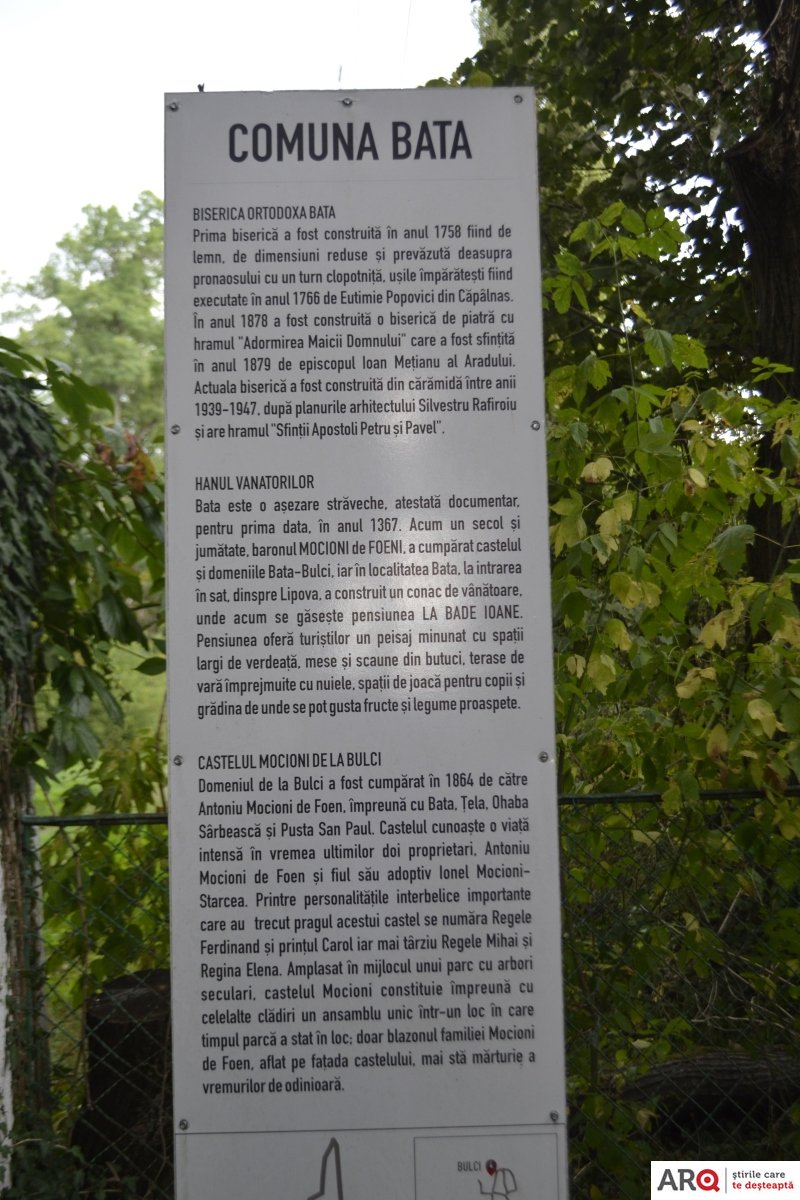 COMUNA BATA
BISERICA ORTODOXA BATA
Prima biserică a fost construită în anul 1758 fiind de
lemn, de dimensiuni reduse și prevăzută deasupra
pronaosului cu un turn clopotniță, ușile împărătești fiind
executate în anul 1766 de Eutimie Popovici din Căpâlnas.
În anul 1878 a fost construită o biserică de piatră cu
hramul "Adormirea Maicii Domnului" care a fost sfințită
în anul 1879 de episcopul Ioan Mețianu al Aradului.
Actuala biserică a fost construită din cărămidă între anii
1939-1947, după planurile arhitectului Silvestru Rafiroiu
și are hramul "Sfinții Apostoli Petru și Pavel".
HANUL VANATORILOR
Bata este o așezare străveche, atestată documentar,
pentru prima data, în anul 1367. Acum un secol și
jumătate, baronul MOCIONI de FOENI, a cumpărat castelul
și domeniile Bata-Bulci, iar în localitatea Bata, la intrarea
în sat, dinspre Lipova, a construit un conac de vânătoare,
unde acum se găsește pensiunea LA BADE IOANE.
Pensiunea oferă turiștilor un peisaj minunat cu spații
largi de verdeață, mese și scaune din butuci, terase de
vară împrejmuite cu nuiele, spații de joacă pentru copii și
grădina de unde se pot gusta fructe și legume proaspete.
CASTELUL MOCIONI DE LA BULCI
Domeniul de la Bulci a fost cumpărat în 1864 de către
Antoniu Mocioni de Foen, împreună cu Bata, Țela, Ohaba
Sârbească și Pusta San Paul. Castelul cunoaște o viață
intensă în vremea ultimilor doi proprietari, Antoniu
Mocioni de Foen și fiul său adoptiv Ionel Mocioni-
Starcea. Printre personalitățile interbelice importante
care au trecut pragul acestui castel se număra Regele
Ferdinand și prințul Carol iar mai târziu Regele Mihai și
Regina Elena. Amplasat în mijlocul unui parc cu arbori
seculari, castelul Mocioni constituie împreună cu
celelalte clădiri un ansamblu unic într-un loc în care
timpul parcă a stat în loc; doar blazonul familiei Mocioni
de Foen, aflat pe fațada castelului, mai stă mărturie a
vremurilor de odinioară.
BULCI
ARQ știrile care
te deșteaptă